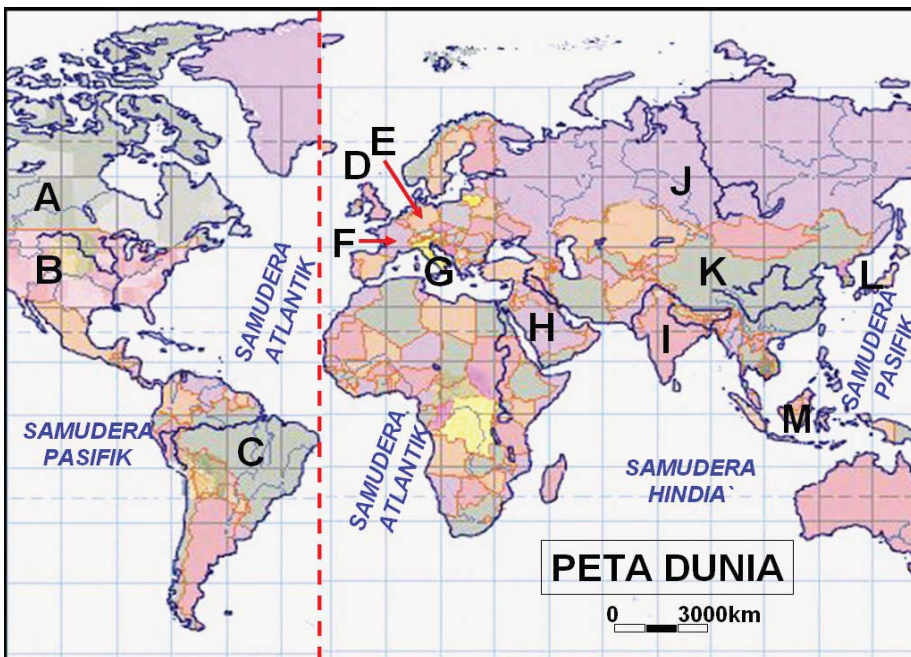 A
B
C
D
E
F
G
H
I
J
K
L
M
SAMUDERA
ATLANTIK
SAMUDERA
PASIFIK
SAMUDERA
PASIFIK
SAMUDERA
ATLANTIK
SAMUDERA
HINDIA`
PETA DUNIA
0 3000km